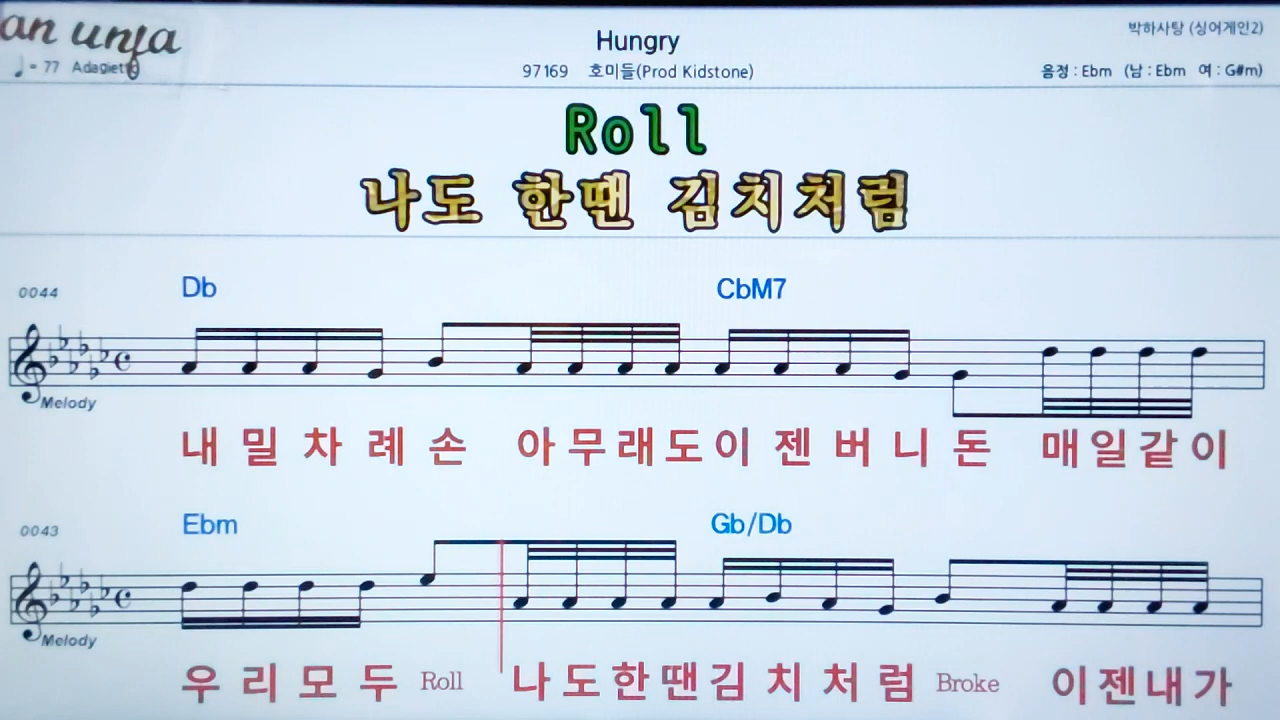 an unja
♩= 77 Adagietto
Hungry
97169 호미들(Prod Kidstone)
박하사탕 (싱어게인2)
음정 : Ebm (남 : Ebm 여 : G#m)
Roll
나도 한땐 김치처럼
0044 Db CbM7
Melody
내 밀 차 례 손 아 무 래 도 이 젠 버 니 돈 매 일 같 이
0043 Ebm Gb/Db
Melody
우 리 모 두 Roll 나 도 한 땐 김 치 처 럼 Broke 이 젠 내 가